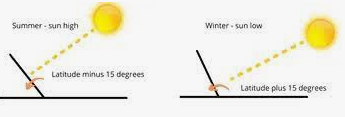 Summer - sun high
Latitude minus 15 degrees
Winter - sun low
Latitude plus 15 degrees